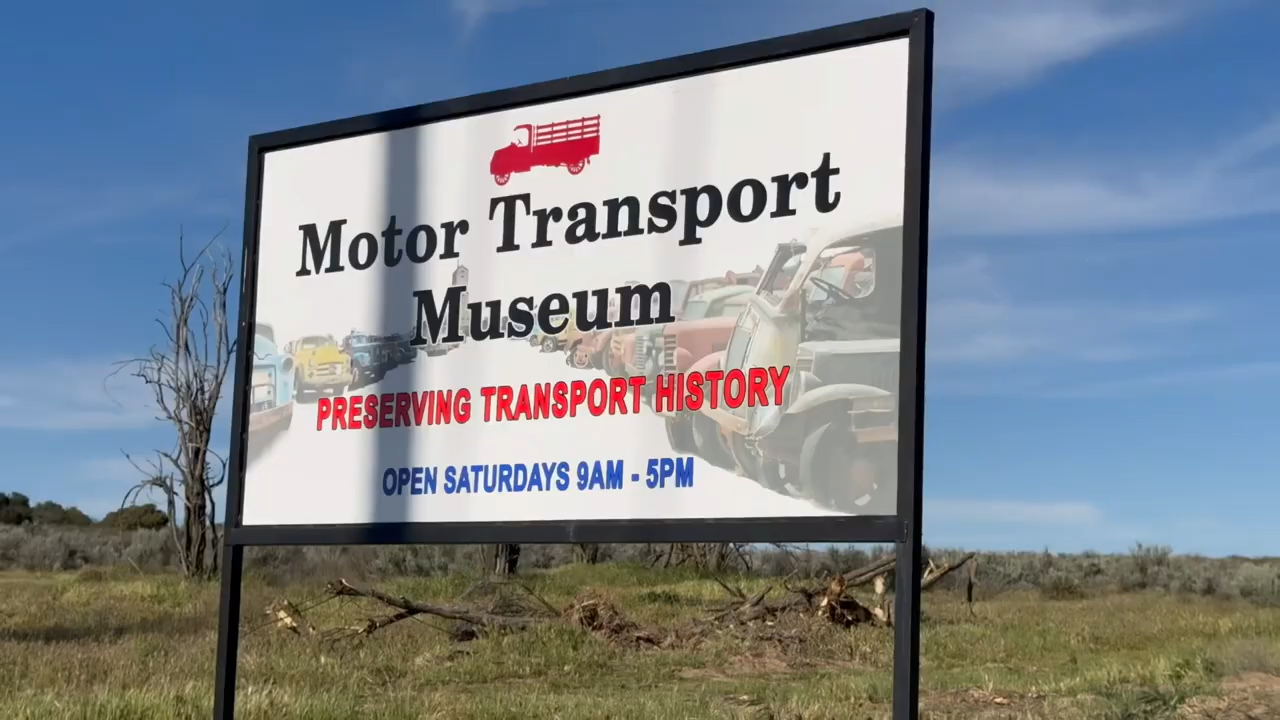 Motor Transport
Museum
PRESERVING TRANSPORT HISTORY
OPEN SATURDAYS 9AM - 5PM